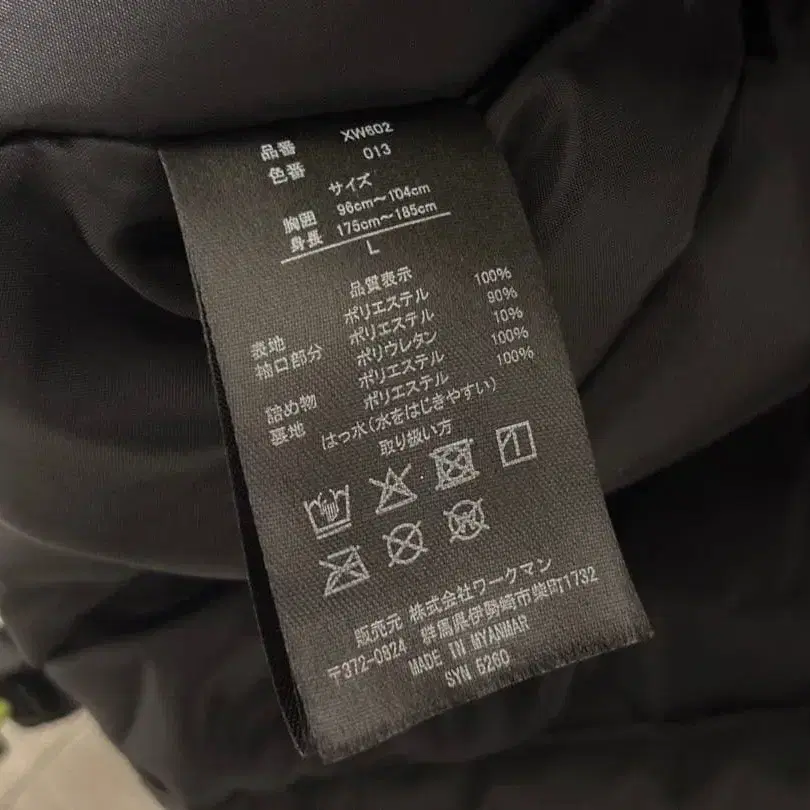 品番 XW602
色番 013
サイズ
胸囲 96cm～104cm
身長 175cm～185cm
L
品質表示
表地 ポリエステル 100%
袖口部分 ポリエステル 90%
ポリウレタン 10%
詰め物 ポリエステル 100%
裏地 ポリエステル 100%
はっ水(水をはじきやすい)
取り扱い方
販売元 株式会社ワークマン
〒372-0824 群馬県伊勢崎市柴町1732
MADE IN MYANMAR
SYN 5260